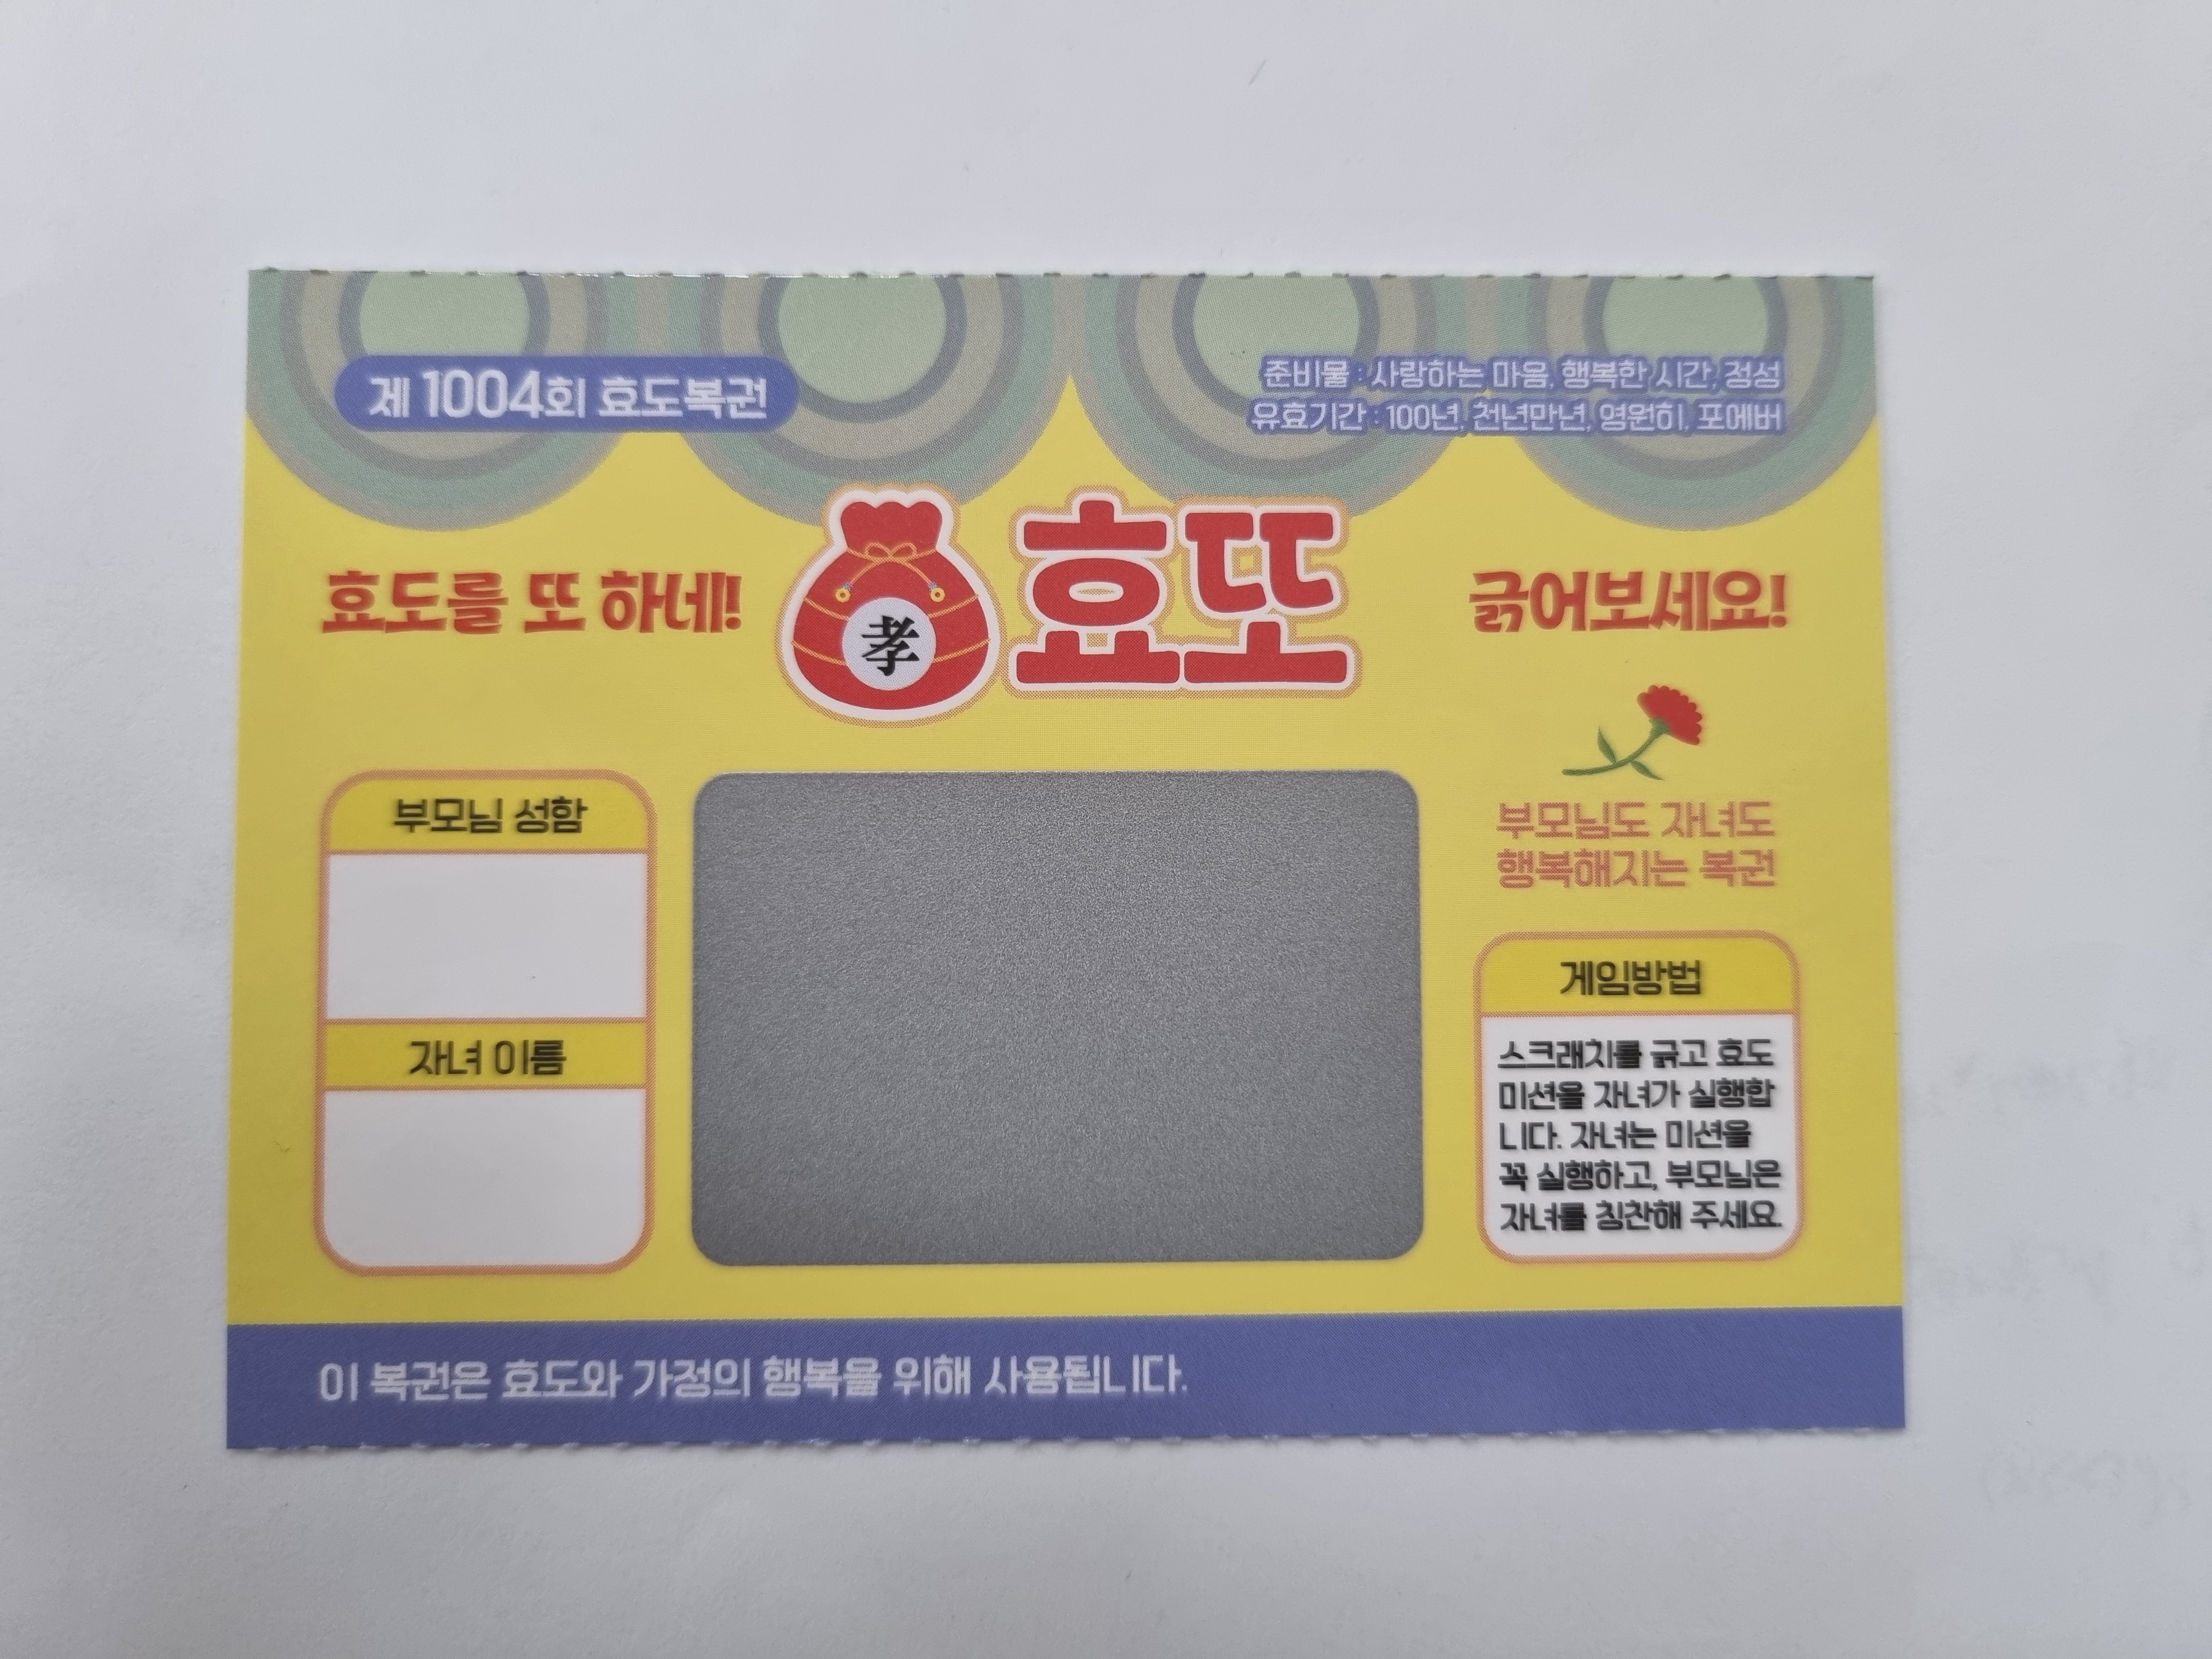 제 1004회 효도복권
준비물 : 사랑하는 마음, 행복한 시간, 정성
유효기간 : 100년, 천년만년, 영원히, 포에버
효도를 또 하네!
孝
효또
긁어보세요!
부모님 성함
자녀 이름
부모님도 자녀도
행복해지는 복권
게임방법
스크래치를 긁고 효도
미션을 자녀가 실행합
니다. 자녀는 미션을
꼭 실행하고, 부모님은
자녀를 칭찬해 주세요
이 복권은 효도와 가정의 행복을 위해 사용됩니다.